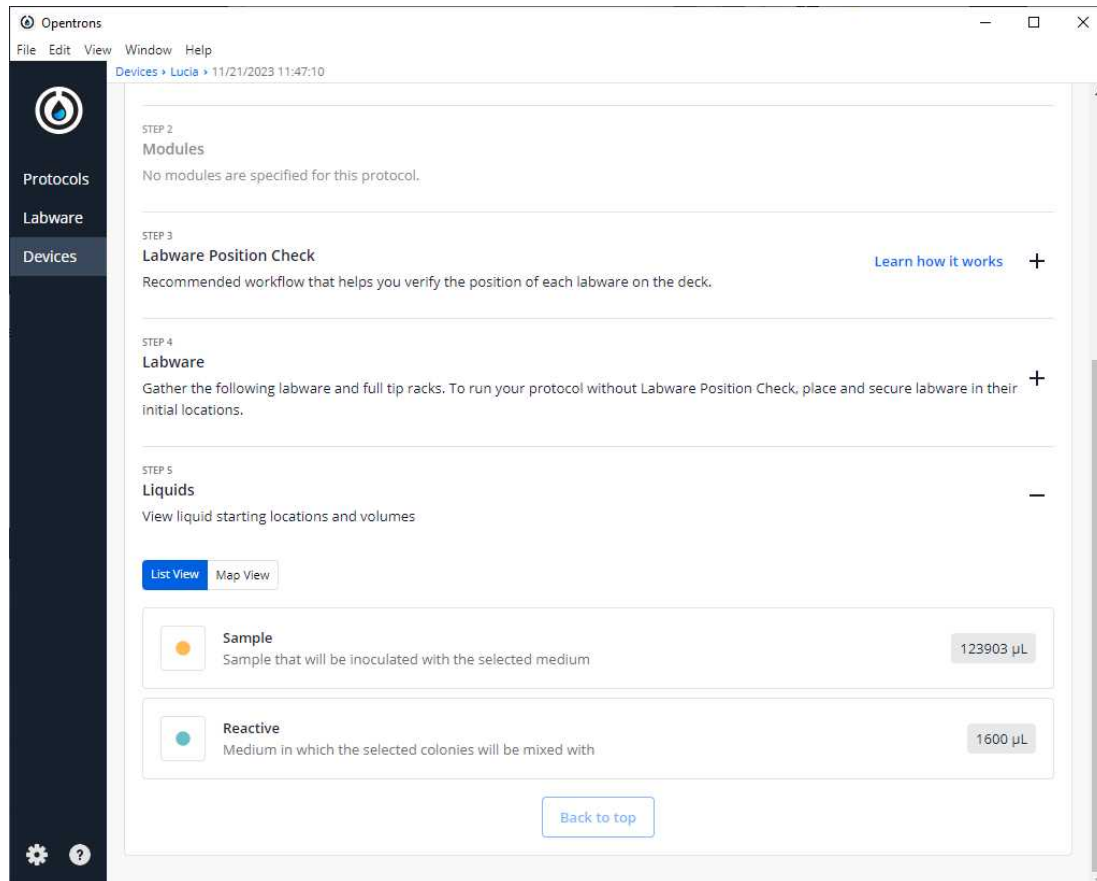 Opentrons
File Edit View Window Help
Devices › Lucia › 11/21/2023 11:47:10
Protocols
Labware
Devices
STEP 2
Modules
No modules are specified for this protocol.
STEP 3
Labware Position Check
Learn how it works
Recommended workflow that helps you verify the position of each labware on the deck.
STEP 4
Labware
Gather the following labware and full tip racks. To run your protocol without Labware Position Check, place and secure labware in their
initial locations.
STEP 5
Liquids
View liquid starting locations and volumes
List View Map View
Sample
Sample that will be inoculated with the selected medium
123903 µL
Reactive
Medium in which the selected colonies will be mixed with
1600 µL
Back to top